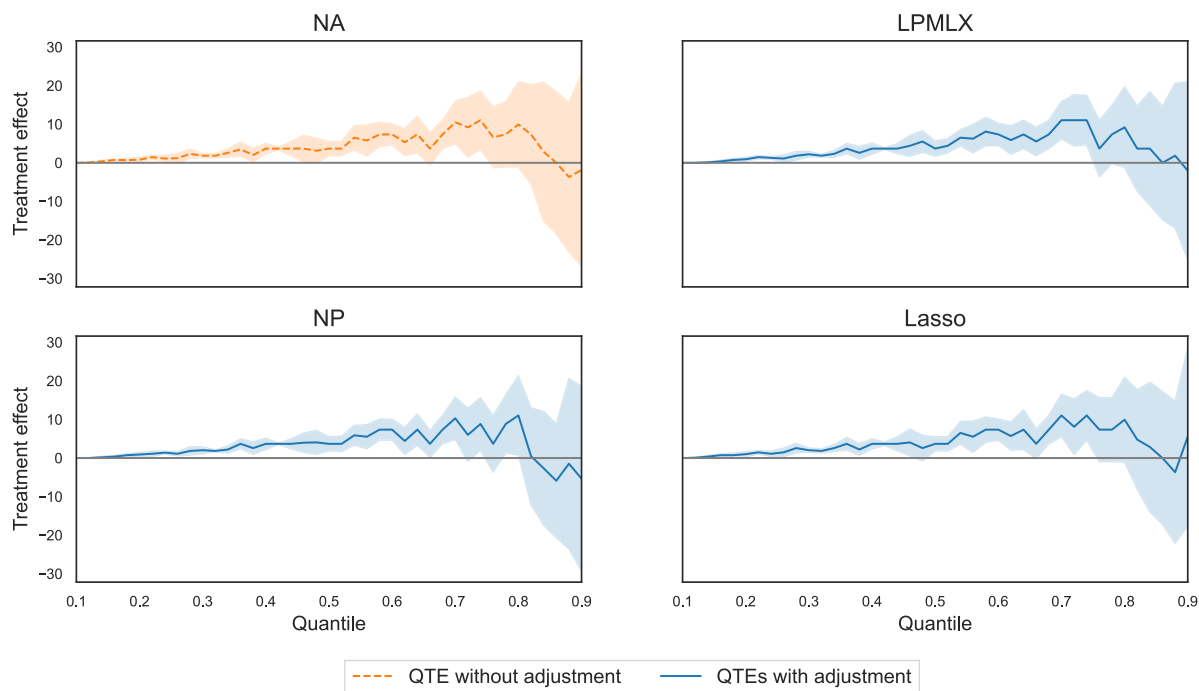 NA
LPMLX
Treatment effect
30
20
10
0
−10
−20
−30
NP
Lasso
Treatment effect
30
20
10
0
−10
−20
−30
0.1 0.2 0.3 0.4 0.5 0.6 0.7 0.8 0.9
Quantile
0.1 0.2 0.3 0.4 0.5 0.6 0.7 0.8 0.9
Quantile
QTE without adjustment QTEs with adjustment